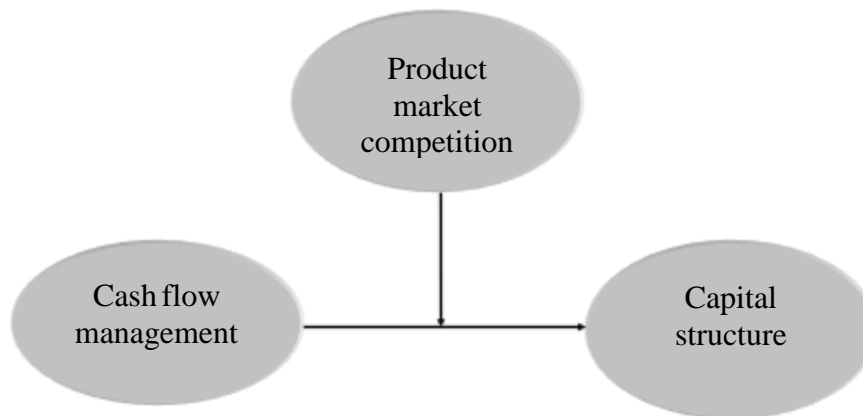 Product
market
competition
Cash flow
management
Capital
structure